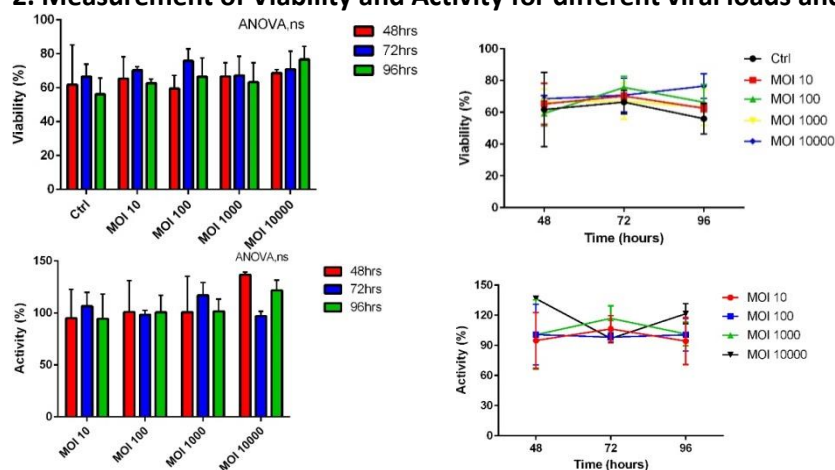 2. Measurement of Viability and Activity for different viral loads and
ANOVA,ns
100
80
60
40
20
0
Viability (%)
Ctrl
MOI 10
MOI 100
MOI 1000
MOI 10000
48hrs
72hrs
96hrs
100
80
60
40
20
0
Viability (%)
48
72
96
Time (hours)
Ctrl
MOI 10
MOI 100
MOI 1000
MOI 10000
ANOVA,ns
150
100
50
0
Activity (%)
MOI 10
MOI 100
MOI 1000
MOI 10000
48hrs
72hrs
96hrs
150
120
90
60
30
0
Activity (%)
48
72
96
Time (hours)
MOI 10
MOI 100
MOI 1000
MOI 10000